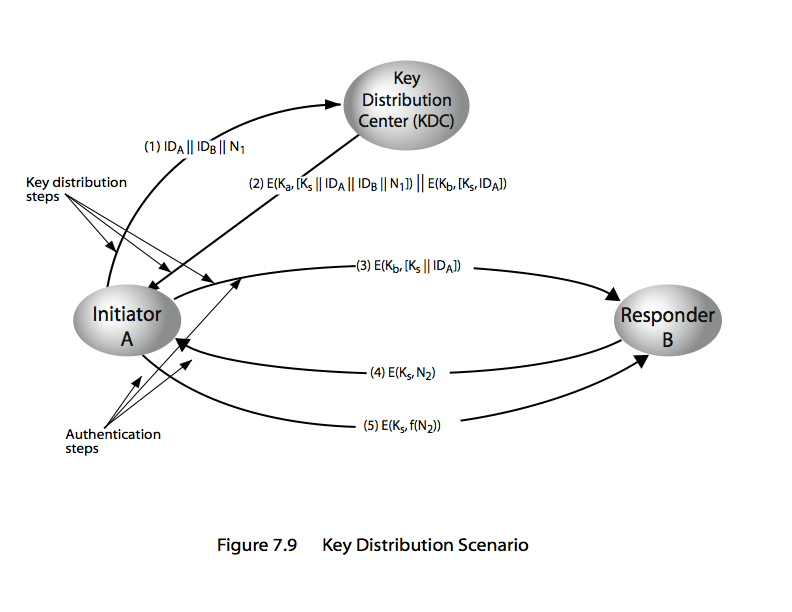 Key
Distribution
Center (KDC)
(1) IDA || IDB || N1
Key distribution
steps
(2) E(Ka, [Ks || IDA || IDB || N1]) || E(Kb, [Ks, IDA])
(3) E(Kb, [Ks || IDA])
Initiator
A
Responder
B
(4) E(Ks, N2)
(5) E(Ks, f(N2))
Authentication
steps
Figure 7.9 Key Distribution Scenario